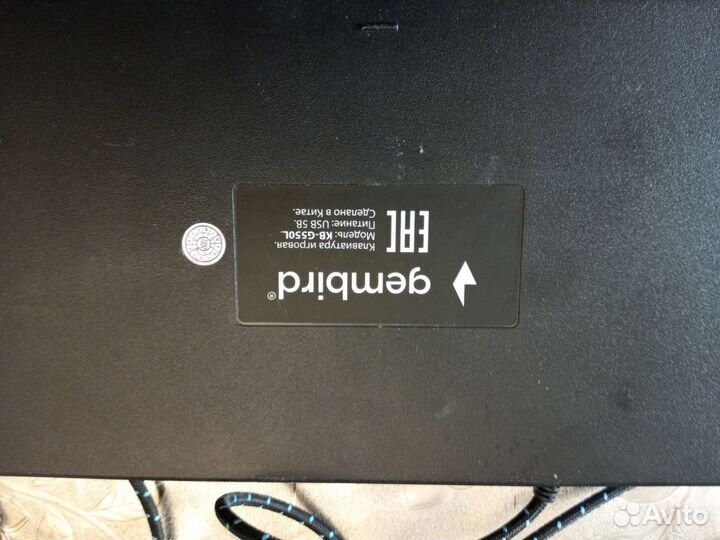 gembird®
Клавиатура игровая.
Модель: KB-G550L.
Питание: USB 5В.
Сделано в Китае.
EAC
Avito